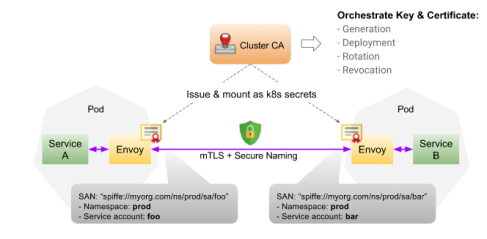 Orchestrate Key & Certificate:
- Generation
- Deployment
- Rotation
- Revocation
Cluster CA
Issue & mount as k8s secrets
Pod
Pod
Service
A
Envoy
mTLS + Secure Naming
Envoy
Service
B
SAN: “spiffe://myorg.com/ns/prod/sa/foo”
- Namespace: prod
- Service account: foo
SAN: “spiffe://myorg.com/ns/prod/sa/bar”
- Namespace: prod
- Service account: bar